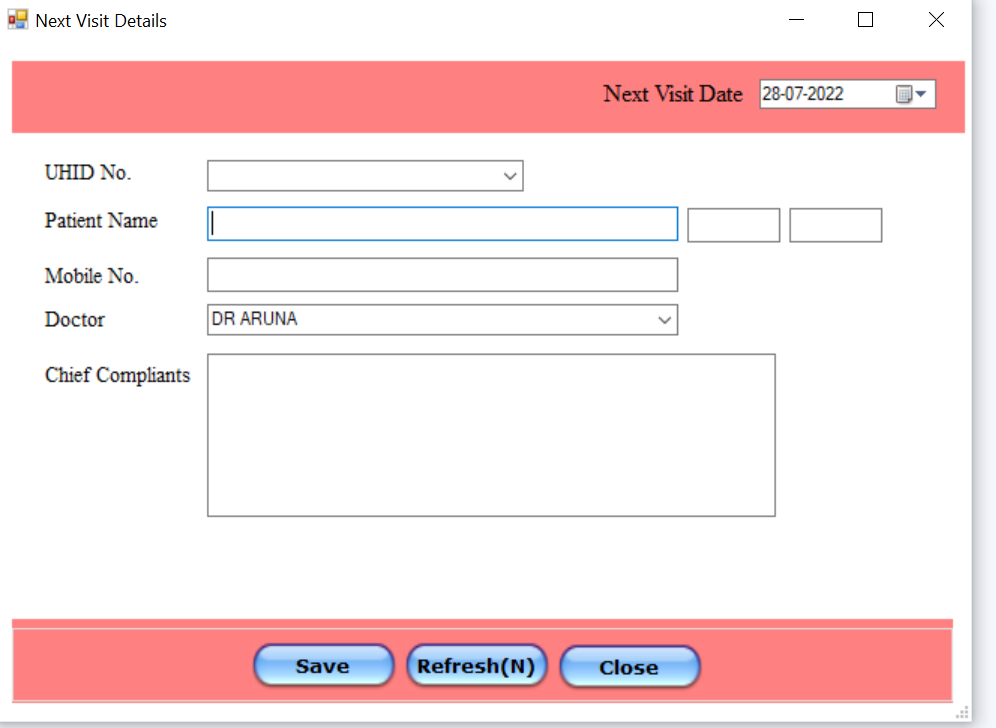 Next Visit Details
Next Visit Date 28-07-2022
UHID No.
Patient Name
Mobile No.
Doctor DR ARUNA
Chief Compliants
Save Refresh(N) Close